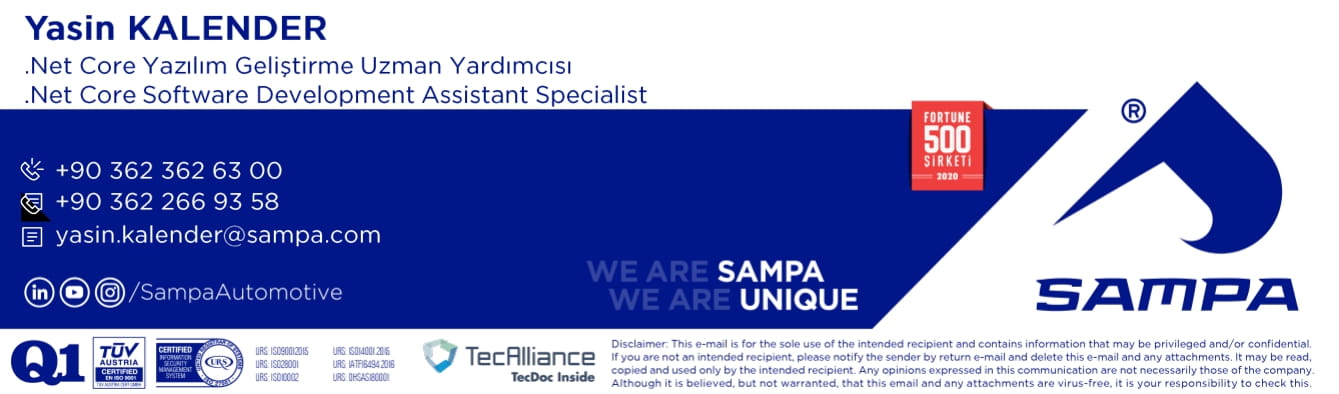 Yasin KALENDER
.Net Core Yazılım Geliştirme Uzman Yardımcısı
.Net Core Software Development Assistant Specialist
FORTUNE
500
ŞİRKETİ
2020
®
+90 362 362 63 00
+90 362 266 93 58
yasin.kalender@sampa.com
in
/SampaAutomotive
WE ARE SAMPA
WE ARE UNIQUE
SAMPA
Q1
TÜV
AUSTRIA
CERTIFIED
EN ISO 9001
CERTIFIED
INFORMATION
SECURITY
MANAGEMENT
SYSTEM
URS
URS: ISO9001:2015
URS: ISO28001
URS: ISO10002
URS: ISO14001:2015
URS: IATF16494:2016
URS: OHSAS180001
TecAlliance
TecDoc Inside
Disclaimer: This e-mail is for the sole use of the intended recipient and contains information that may be privileged and/or confidential.
If you are not an intended recipient, please notify the sender by return e-mail and delete this e-mail and any attachments. It may be read,
copied and used only by the intended recipient. Any opinions expressed in this communication are not necessarily those of the company.
Although it is believed, but not warranted, that this email and any attachments are virus-free, it is your responsibility to check this.